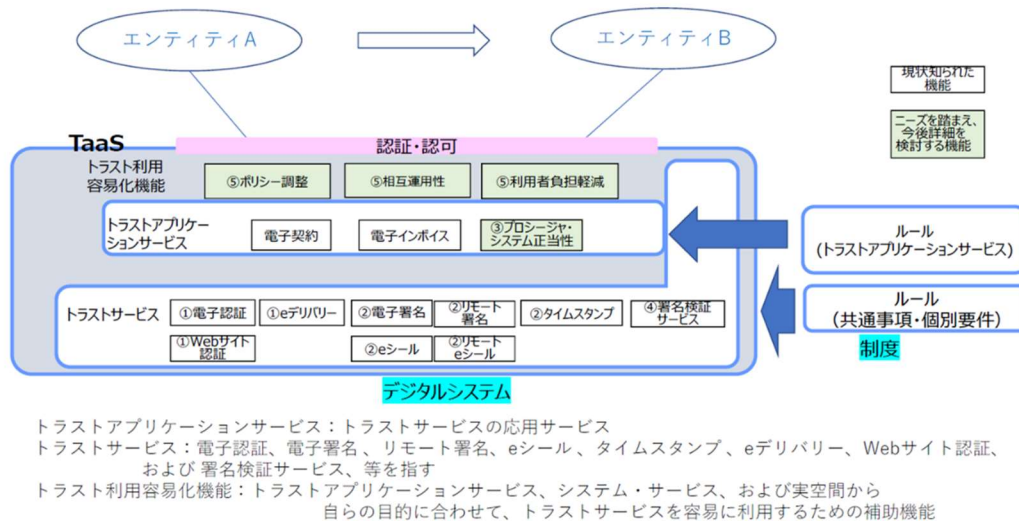 エンティティA
エンティティB
現状知られた
機能
ニーズを踏まえ、
今後詳細を
検討する機能
TaaS
認証・認可
トラスト利用
容易化機能
⑤ポリシー調整
⑤相互運用性
⑤利用者負担軽減
トラストアプリケー
ションサービス
電子契約
電子インボイス
③プロシージャ・
システム正当性
ルール
(トラストアプリケーションサービス)
トラストサービス
①電子認証
①eデリバリー
②電子署名
②リモート
署名
②タイムスタンプ
④署名検証
サービス
①Webサイト
認証
②eシール
②リモート
eシール
ルール
(共通事項・個別要件)
制度
デジタルシステム
トラストアプリケーションサービス：トラストサービスの応用サービス
トラストサービス：電子認証、電子署名 、リモート署名、eシール 、タイムスタンプ 、eデリバリー、Webサイト認証、
および 署名検証サービス、等を指す
トラスト利用容易化機能：トラストアプリケーションサービス、システム・サービス、および実空間から
自らの目的に合わせて、トラストサービスを容易に利用するための補助機能